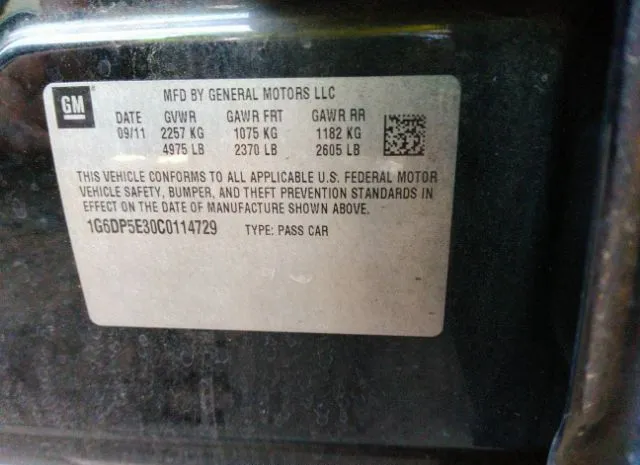 GM
MFD BY GENERAL MOTORS LLC
DATE GVWR GAWR FRT GAWR RR
09/11 2257 KG 1075 KG 1182 KG
4975 LB 2370 LB 2605 LB
THIS VEHICLE CONFORMS TO ALL APPLICABLE U.S. FEDERAL MOTOR
VEHICLE SAFETY, BUMPER, AND THEFT PREVENTION STANDARDS IN
EFFECT ON THE DATE OF MANUFACTURE SHOWN ABOVE.
1G6DP5E30C0114729 TYPE: PASS CAR